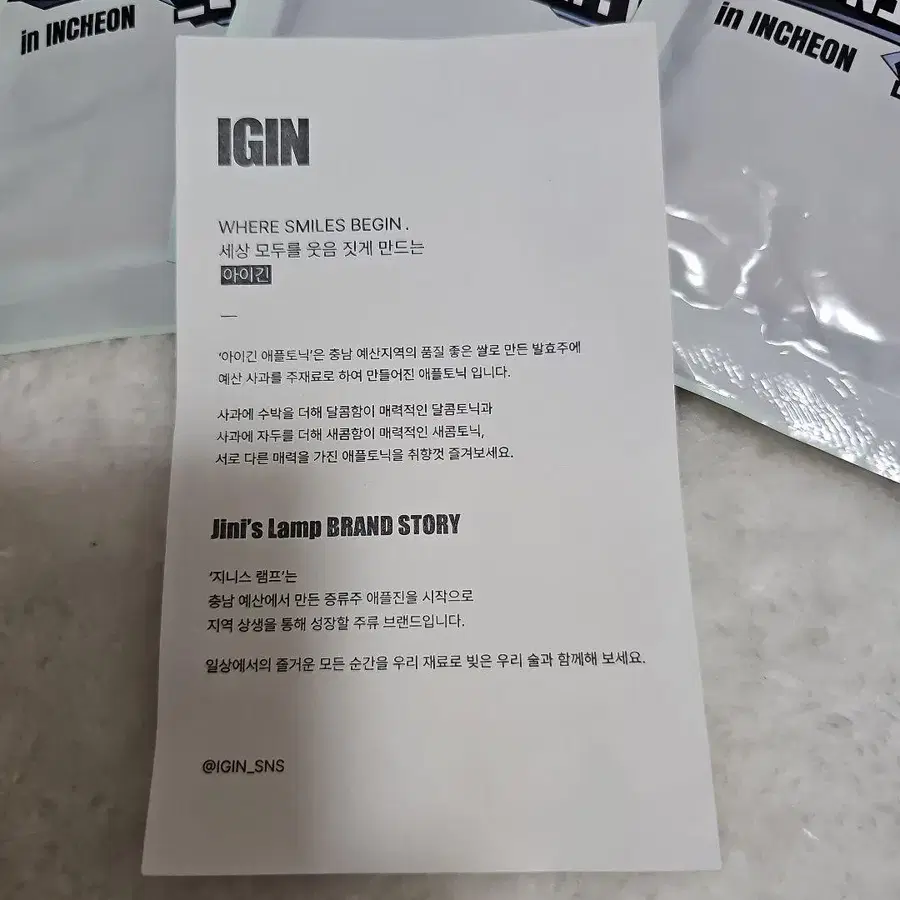 in INCHEON
in INCHEON
IGIN
WHERE SMILES BEGIN .
세상 모두를 웃음 짓게 만드는
아이긴
—
‘아이긴 애플토닉’은 충남 예산지역의 품질 좋은 쌀로 만든 발효주에
예산 사과를 주재료로 하여 만들어진 애플토닉 입니다.
사과에 수박을 더해 달콤함이 매력적인 달콤토닉과
사과에 자두를 더해 새콤함이 매력적인 새콤토닉,
서로 다른 매력을 가진 애플토닉을 취향껏 즐겨보세요.
Jini’s Lamp BRAND STORY
‘지니스 램프’는
충남 예산에서 만든 증류주 애플진을 시작으로
지역 상생을 통해 성장할 주류 브랜드입니다.
일상에서의 즐거운 모든 순간을 우리 재료로 빚은 우리 술과 함께해 보세요.
@IGIN_SNS